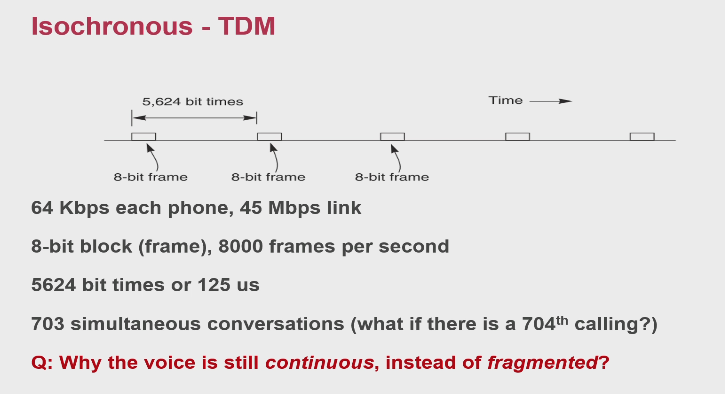 Isochronous - TDM
5,624 bit times
Time
8-bit frame 8-bit frame 8-bit frame
64 Kbps each phone, 45 Mbps link
8-bit block (frame), 8000 frames per second
5624 bit times or 125 us
703 simultaneous conversations (what if there is a 704th calling?)
Q: Why the voice is still continuous, instead of fragmented?